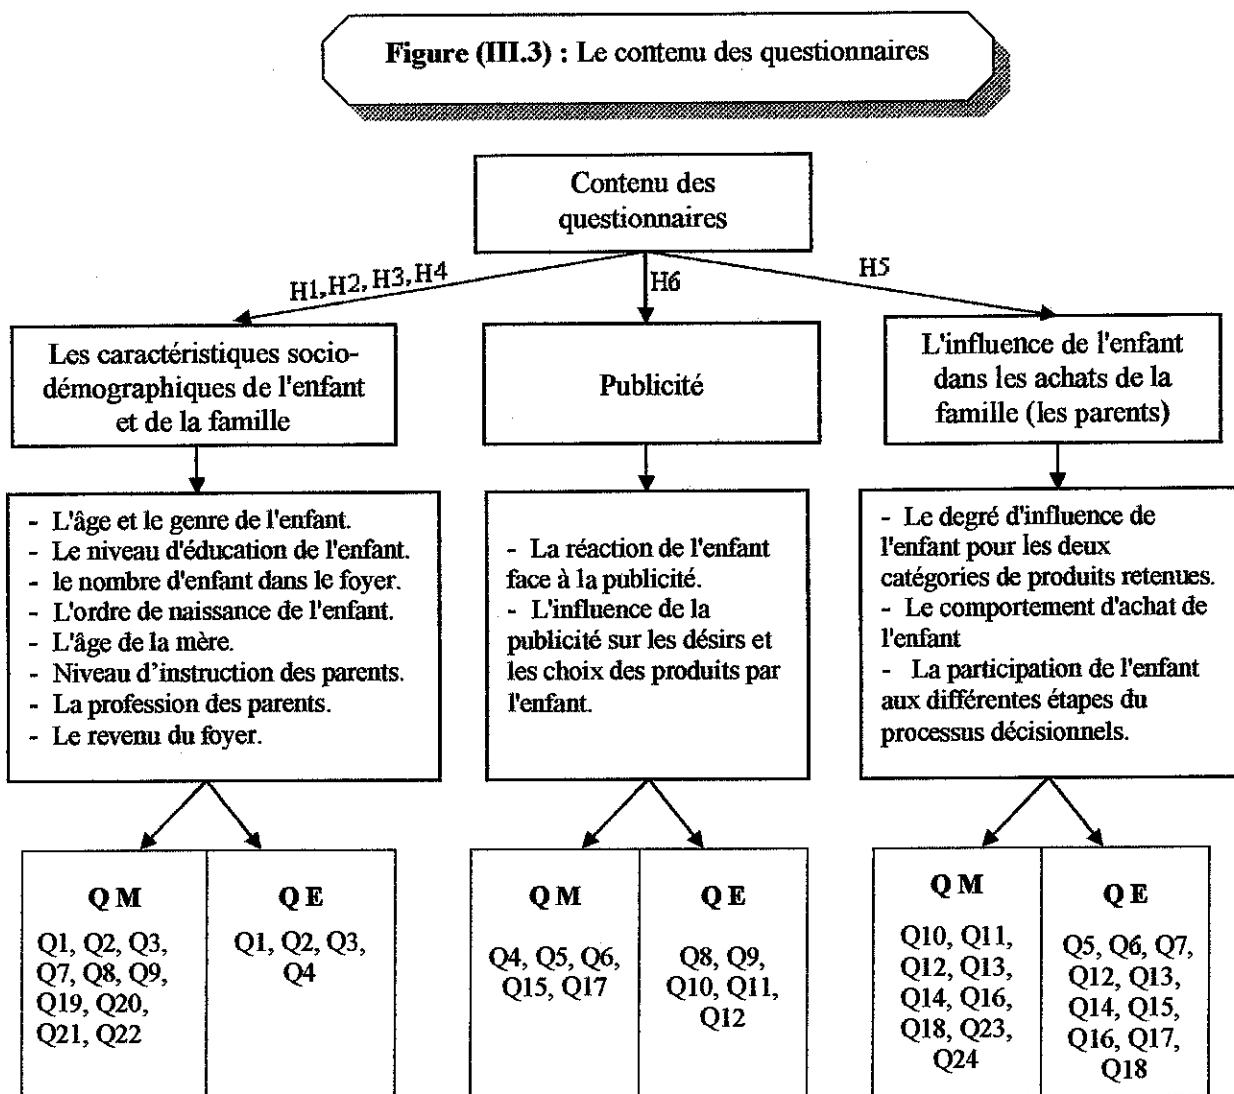 Figure (III.3) : Le contenu des questionnaires
Contenu des
questionnaires
H1, H2, H3, H4
H6
H5
Les caractéristiques socio-
démographiques de l'enfant
et de la famille
Publicité
L'influence de l'enfant
dans les achats de la
famille (les parents)
- L'âge et le genre de l'enfant.
- Le niveau d'éducation de l'enfant.
- le nombre d'enfant dans le foyer.
- L'ordre de naissance de l'enfant.
- L'âge de la mère.
- Niveau d'instruction des parents.
- La profession des parents.
- Le revenu du foyer.
- La réaction de l'enfant
face à la publicité.
- L'influence de la
publicité sur les désirs et
les choix des produits par
l'enfant.
- Le degré d'influence de
l'enfant pour les deux
catégories de produits retenues.
- Le comportement d'achat de
l'enfant
- La participation de l'enfant
aux différentes étapes du
processus décisionnels.
Q M
Q1, Q2, Q3,
Q7, Q8, Q9,
Q19, Q20,
Q21, Q22
Q E
Q1, Q2, Q3,
Q4
Q M
Q4, Q5, Q6,
Q15, Q17
Q E
Q8, Q9,
Q10, Q11,
Q12
Q M
Q10, Q11,
Q12, Q13,
Q14, Q16,
Q18, Q23,
Q24
Q E
Q5, Q6, Q7,
Q12, Q13,
Q14, Q15,
Q16, Q17,
Q18